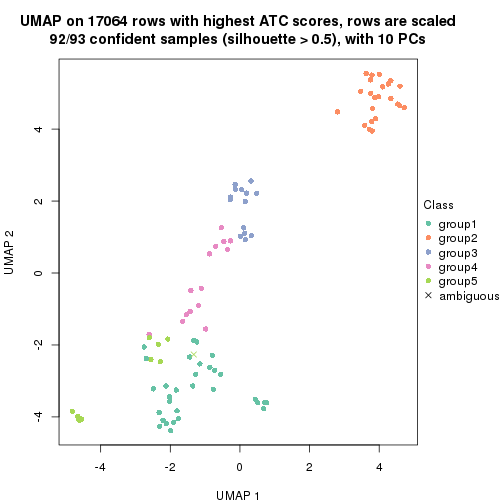 UMAP on 17064 rows with highest ATC scores, rows are scaled
92/93 confident samples (silhouette > 0.5), with 10 PCs
UMAP 2
4
2
0
-2
-4
-4
-2
0
2
4
UMAP 1
Class
group1
group2
group3
group4
group5
ambiguous